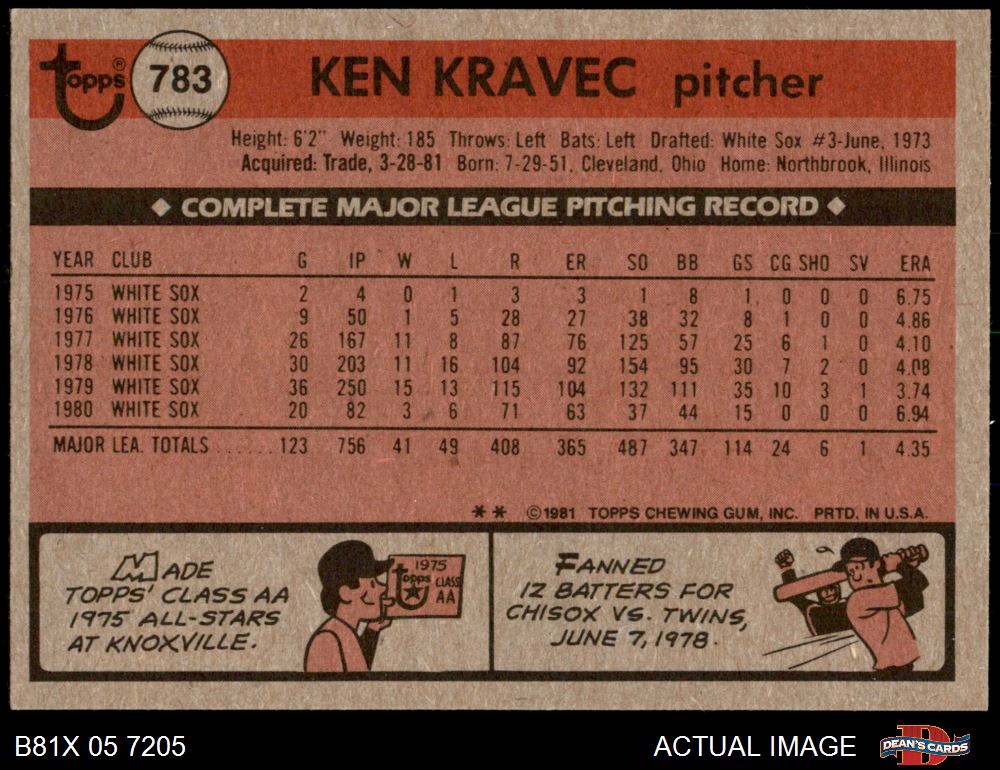 Topps® 783 KEN KRAVEC pitcher
Height: 6'2" Weight: 185 Throws: Left Bats: Left Drafted: White Sox #3-June, 1973
Acquired: Trade, 3-28-81 Born: 7-29-51, Cleveland, Ohio Home: Northbrook, Illinois
◆ COMPLETE MAJOR LEAGUE PITCHING RECORD ◆
YEAR CLUB G IP W L R ER SO BB GS CG SHO SV ERA
1975 WHITE SOX 2 4 0 1 3 3 1 8 1 0 0 0 6.75
1976 WHITE SOX 9 50 1 5 28 27 38 32 8 1 0 0 4.86
1977 WHITE SOX 26 167 11 8 87 76 125 57 25 6 1 0 4.10
1978 WHITE SOX 30 203 11 16 104 92 154 95 30 7 2 0 4.08
1979 WHITE SOX 36 250 15 13 115 104 132 111 35 10 3 1 3.74
1980 WHITE SOX 20 82 3 6 71 63 37 44 15 0 0 0 6.94
MAJOR LEA. TOTALS ...... 123 756 41 49 408 365 487 347 114 24 6 1 4.35
** ©1981 TOPPS CHEWING GUM, INC. PRTD. IN U.S.A.
MADE
TOPPS' CLASS AA
1975 ALL-STARS
AT KNOXVILLE.
1975
Topps CLASS
AA
FANNED
12 BATTERS FOR
CHISOX VS. TWINS,
JUNE 7, 1978.
B81X 05 7205 ACTUAL IMAGE D DEAN'S CARDS